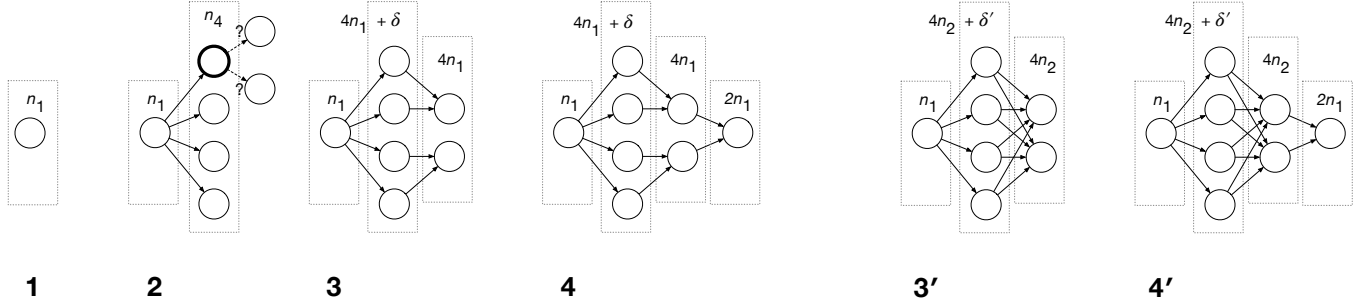 n₁
n₄
n₁
?
?
4n₁ + δ
n₁
4n₁
4n₁ + δ
n₁
4n₁
2n₁
4n₂ + δ′
n₁
4n₂
4n₂ + δ′
n₁
4n₂
2n₁
1 2 3 4 3′ 4′